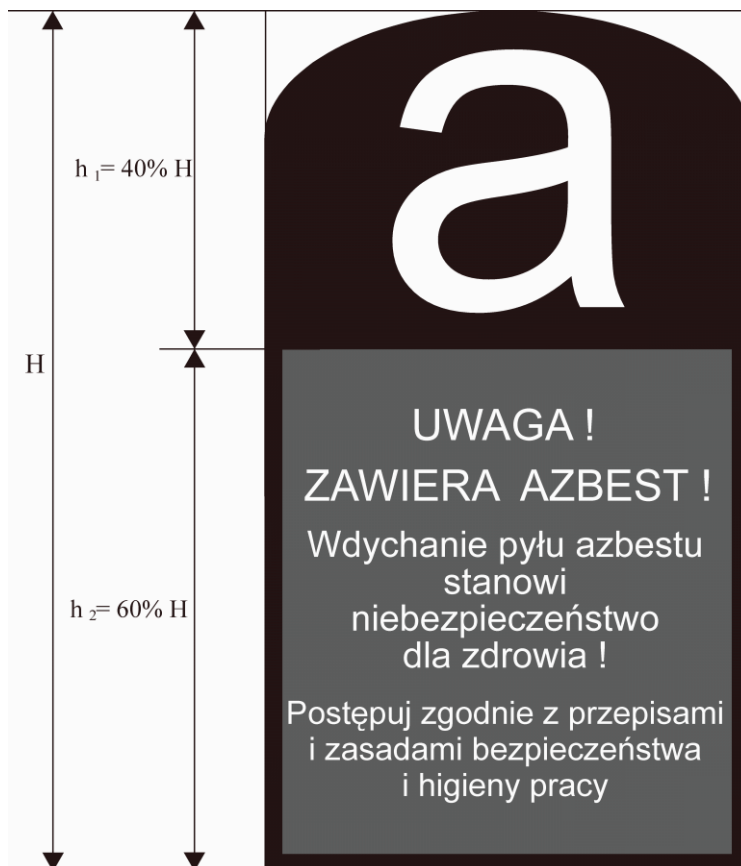 a
h 1= 40% H
H
h 2= 60% H
UWAGA !
ZAWIERA AZBEST !
Wdychanie pyłu azbestu
stanowi
niebezpieczeństwo
dla zdrowia !
Postępuj zgodnie z przepisami
i zasadami bezpieczeństwa
i higieny pracy